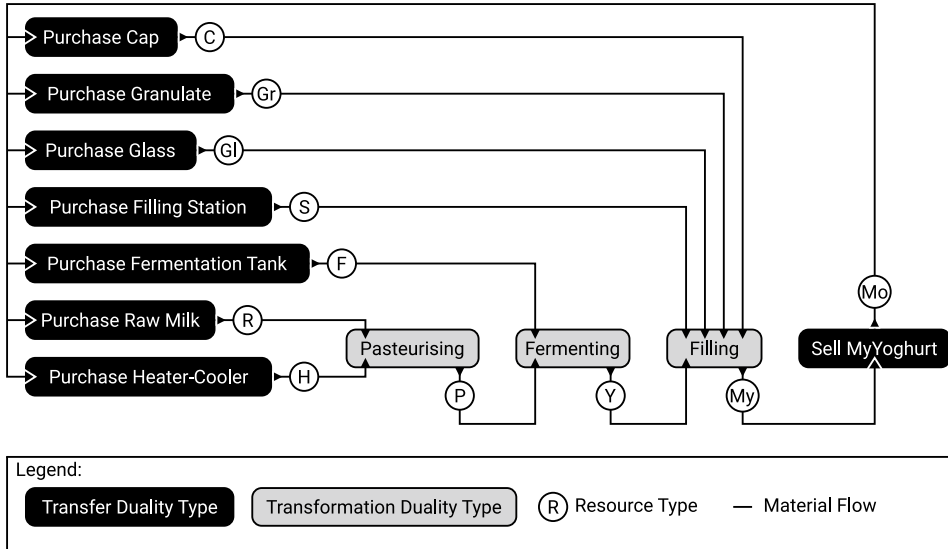 Purchase Cap
C
Purchase Granulate
Gr
Purchase Glass
Gl
Purchase Filling Station
S
Purchase Fermentation Tank
F
Mo
Purchase Raw Milk
R
Pasteurising
Fermenting
Filling
Sell MyYoghurt
Purchase Heater-Cooler
H
P
Y
My
Legend:
Transfer Duality Type
Transformation Duality Type
R
Resource Type
Material Flow